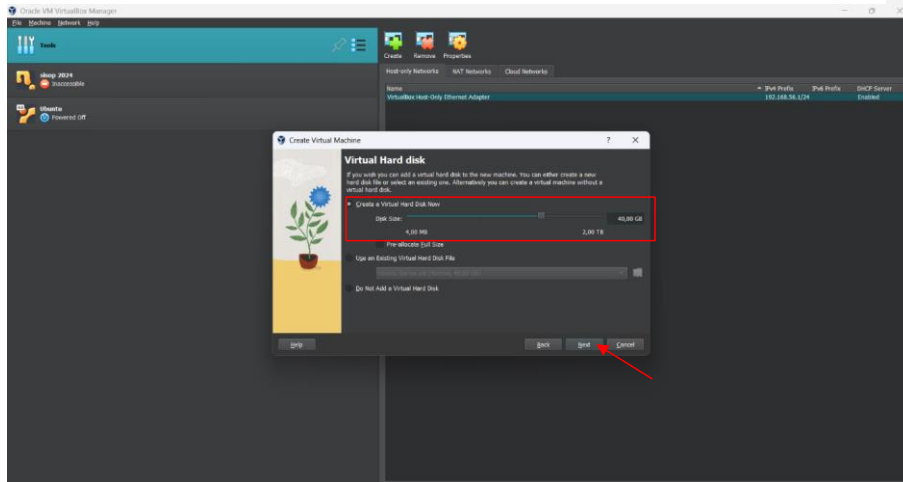 Oracle VM VirtualBox Manager
File Machine Network Help
Tools
Create Remove Properties
Host-only Networks NAT Networks Cloud Networks
sinop 2024
Inaccessible
Name IPv4 Prefix IPv6 Prefix DHCP Server
VirtualBox Host-Only Ethernet Adapter 192.168.56.1/24 Enabled
Ubuntu
Powered Off
Create Virtual Machine
Virtual Hard disk
If you wish you can add a virtual hard disk to the new machine. You can either create a new
hard disk file or select an existing one. Alternatively you can create a virtual machine without a
virtual hard disk.
Create a Virtual Hard Disk Now
Disk Size: 40,00 GB
4,00 MB 2,00 TB
Pre-allocate Full Size
Use an Existing Virtual Hard Disk File
Do Not Add a Virtual Hard Disk
Help Back Next Cancel